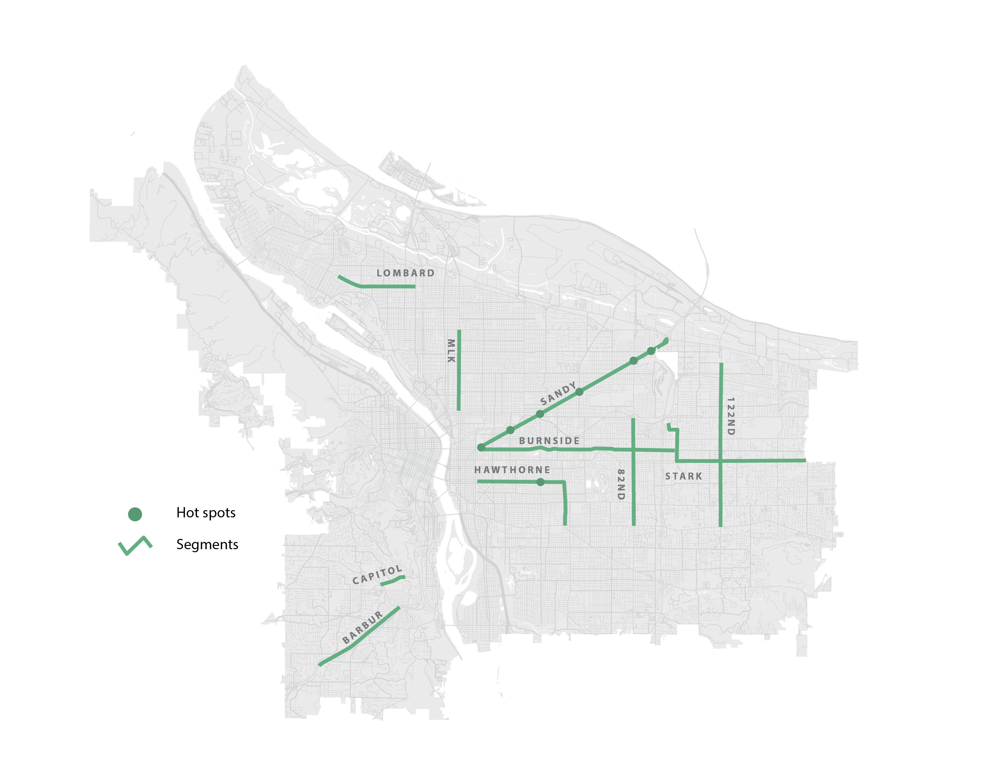 LOMBARD
MLK
SANDY
122ND
BURNSIDE
HAWTHORNE
82ND
STARK
Hot spots
Segments
CAPITOL
BARBUR